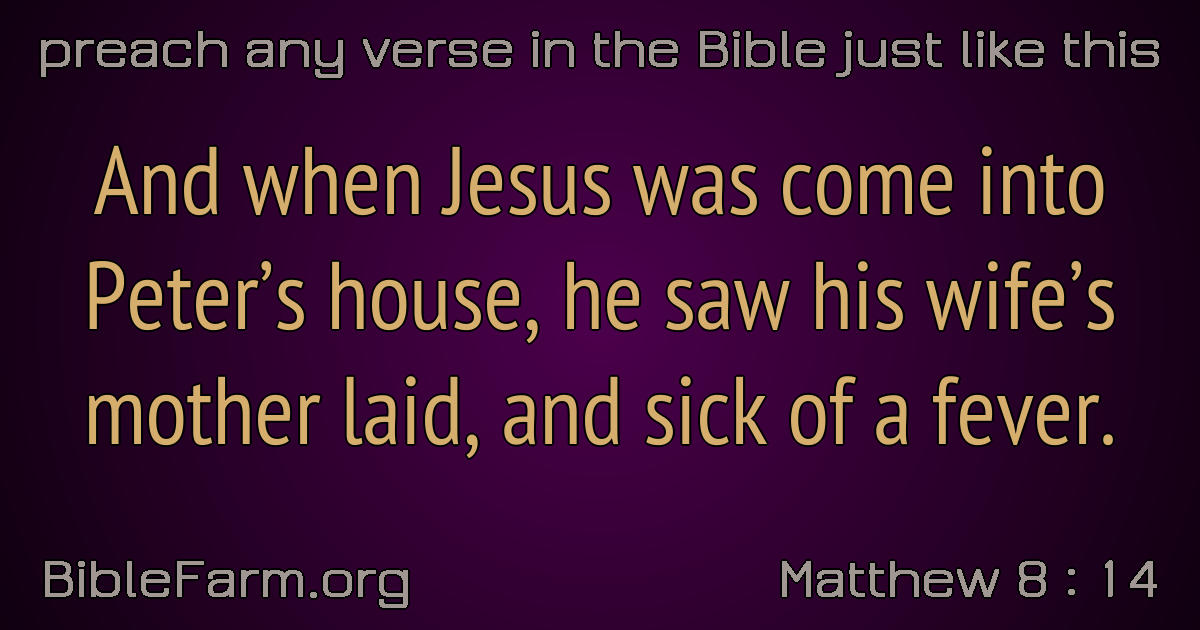 preach any verse in the Bible just like this
And when Jesus was come into
Peter’s house, he saw his wife’s
mother laid, and sick of a fever.
BibleFarm.org
Matthew 8 : 14